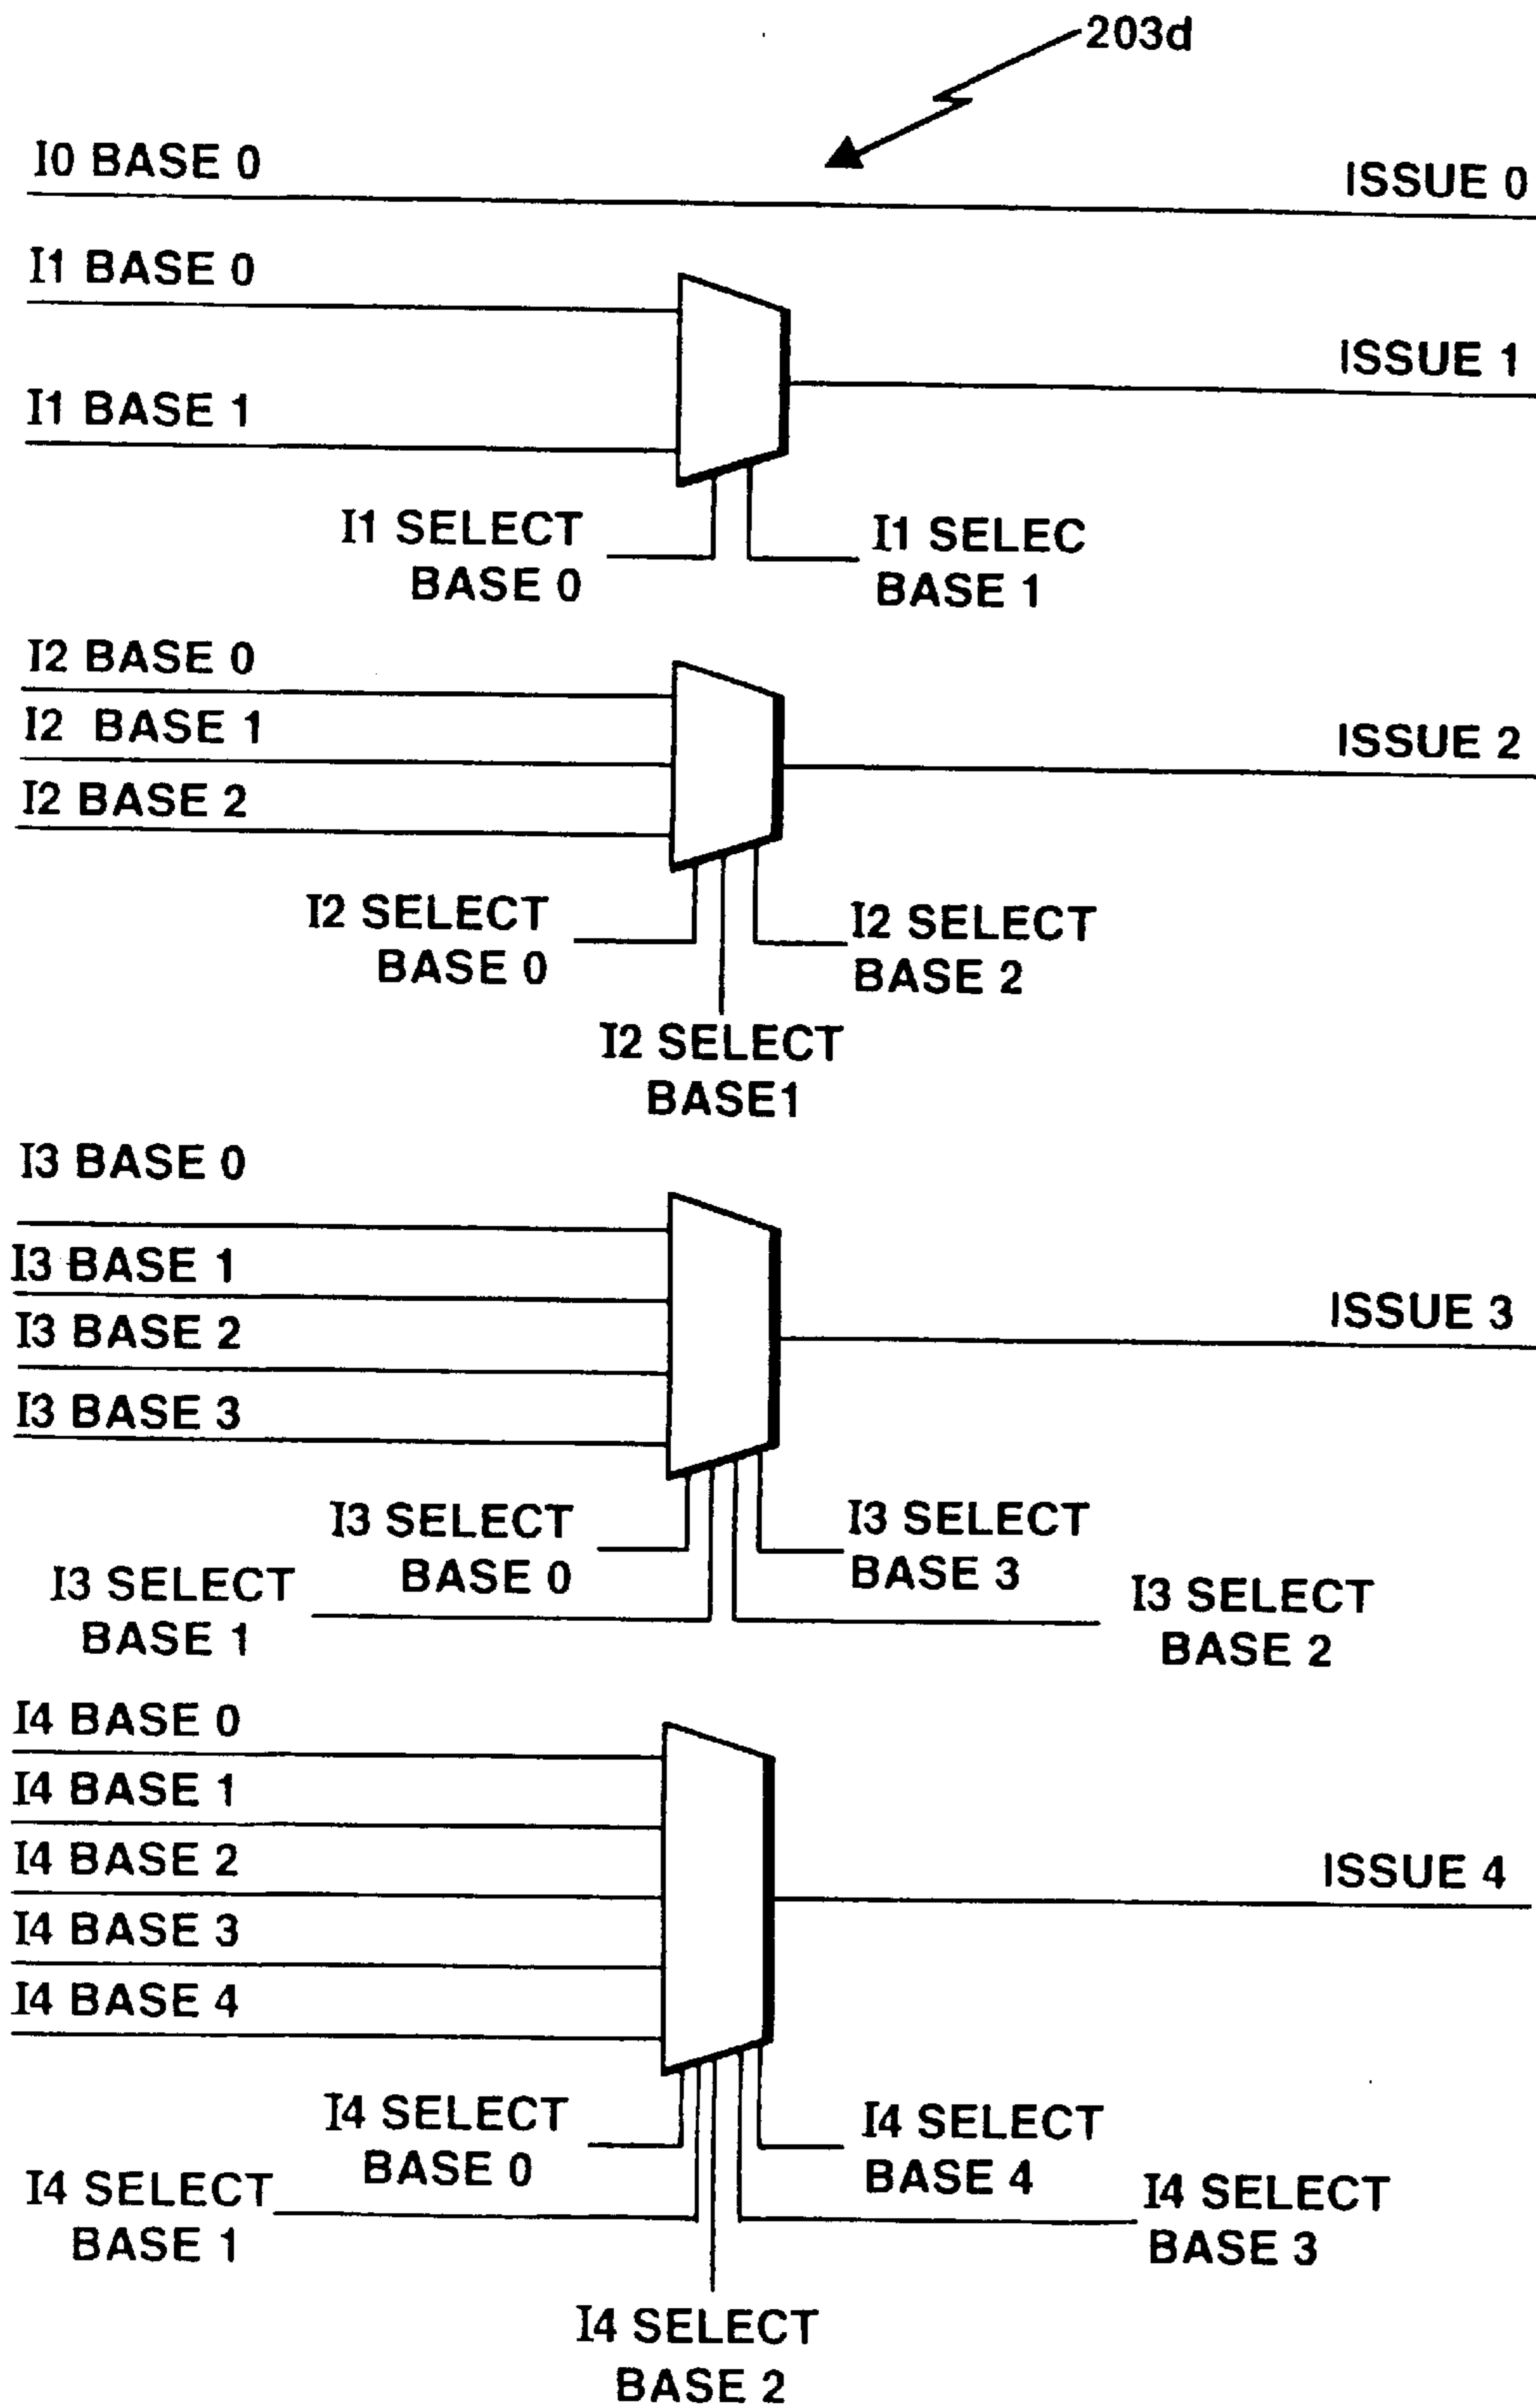 203d
I0 BASE 0
ISSUE 0
I1 BASE 0
ISSUE 1
I1 BASE 1
I1 SELECT
BASE 0
I1 SELEC
BASE 1
I2 BASE 0
I2 BASE 1
ISSUE 2
I2 BASE 2
I2 SELECT
BASE 0
I2 SELECT
BASE 2
I2 SELECT
BASE1
I3 BASE 0
I3 BASE 1
ISSUE 3
I3 BASE 2
I3 BASE 3
I3 SELECT
BASE 0
I3 SELECT
BASE 3
I3 SELECT
BASE 1
I3 SELECT
BASE 2
I4 BASE 0
I4 BASE 1
I4 BASE 2
ISSUE 4
I4 BASE 3
I4 BASE 4
I4 SELECT
BASE 0
I4 SELECT
BASE 4
I4 SELECT
BASE 1
I4 SELECT
BASE 3
I4 SELECT
BASE 2